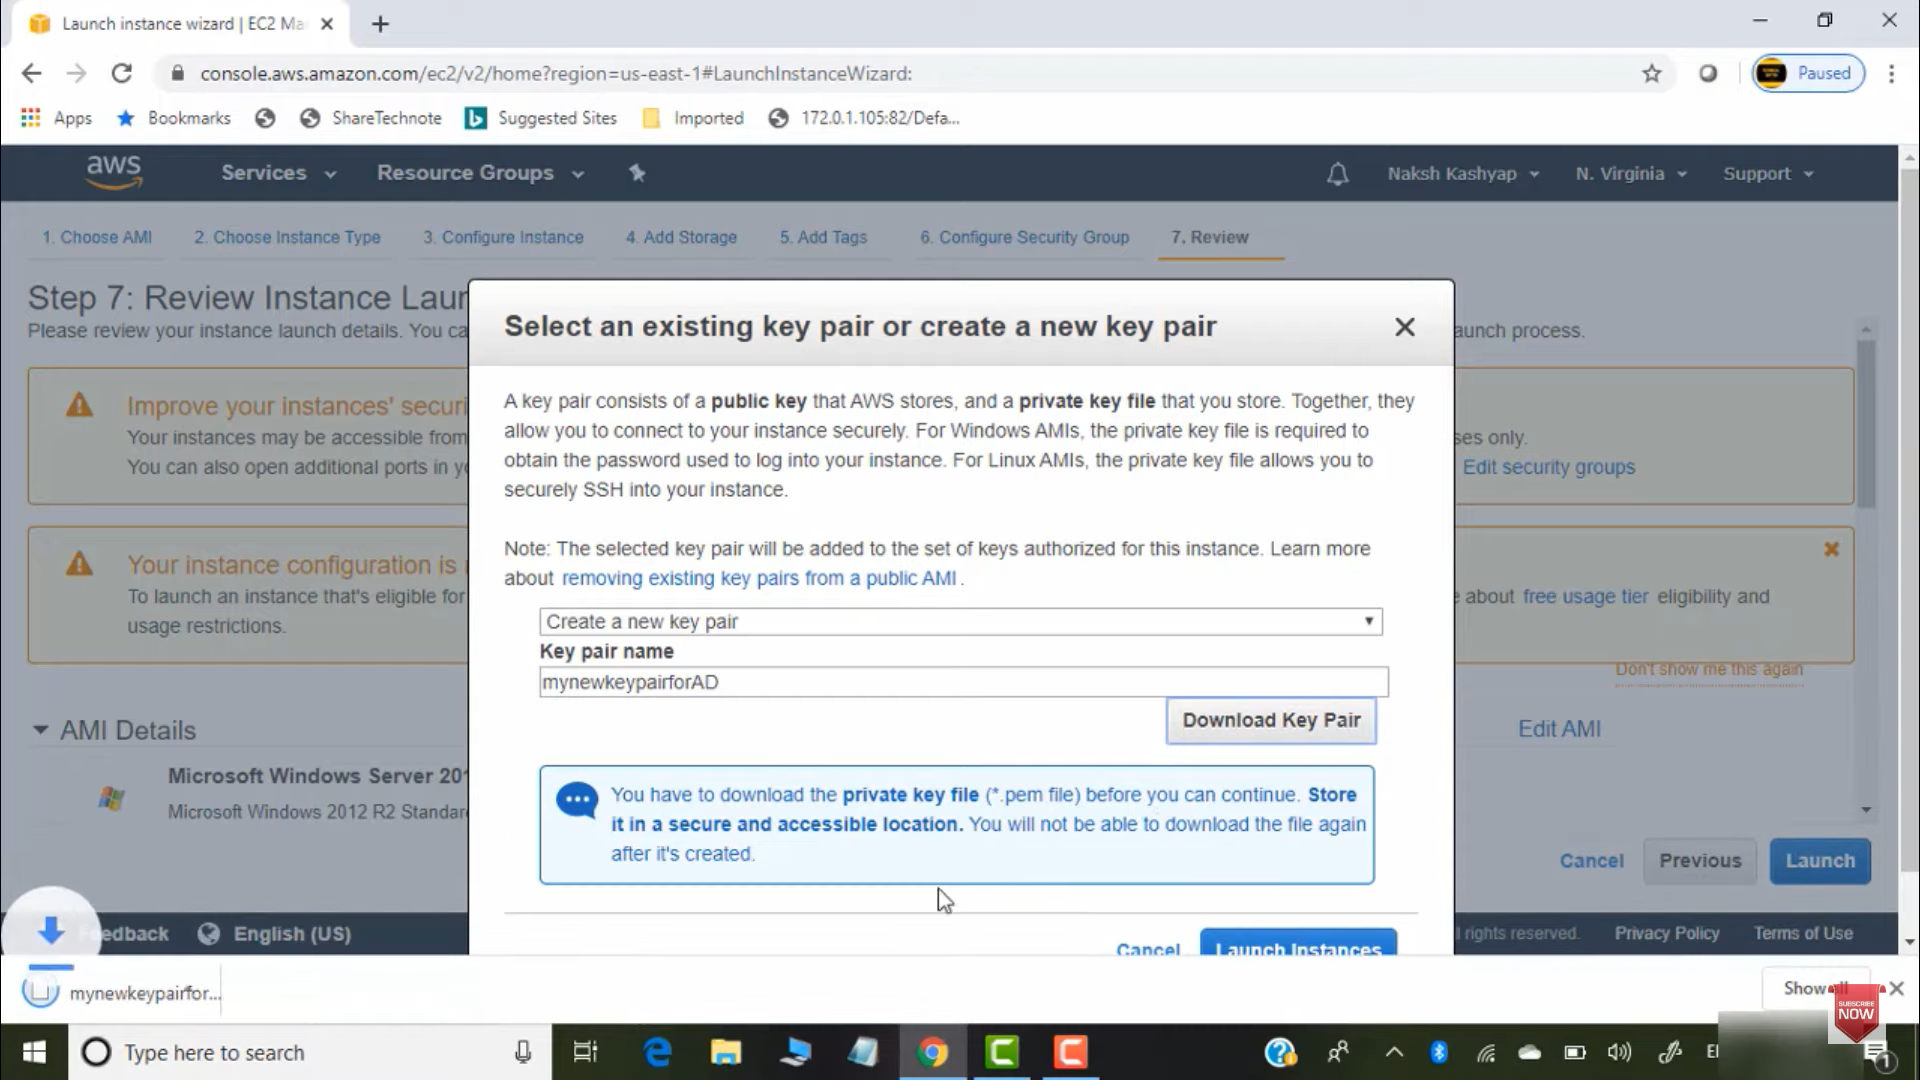 Launch instance wizard | EC2 Ma
console.aws.amazon.com/ec2/v2/home?region=us-east-1#LaunchInstanceWizard:
Paused
Apps
Bookmarks
ShareTechnote
Suggested Sites
Imported
172.0.1.105:82/Defa...
aws
Services
Resource Groups
Naksh Kashyap
N. Virginia
Support
1. Choose AMI
2. Choose Instance Type
3. Configure Instance
4. Add Storage
5. Add Tags
6. Configure Security Group
7. Review
Step 7: Review Instance Laun
Please review your instance launch details. You ca
aunch process.
Improve your instances' securi
Your instances may be accessible from
You can also open additional ports in yo
ses only.
Edit security groups
Your instance configuration is
To launch an instance that's eligible for
usage restrictions.
e about free usage tier eligibility and
Don't show me this again
AMI Details
Edit AMI
Microsoft Windows Server 201
Microsoft Windows 2012 R2 Standar
Cancel
Previous
Launch
Select an existing key pair or create a new key pair
A key pair consists of a public key that AWS stores, and a private key file that you store. Together, they
allow you to connect to your instance securely. For Windows AMIs, the private key file is required to
obtain the password used to log into your instance. For Linux AMIs, the private key file allows you to
securely SSH into your instance.
Note: The selected key pair will be added to the set of keys authorized for this instance. Learn more
about removing existing key pairs from a public AMI.
Create a new key pair
Key pair name
mynewkeypairforAD
Download Key Pair
You have to download the private key file (*.pem file) before you can continue. Store
it in a secure and accessible location. You will not be able to download the file again
after it's created.
Cancel
Launch Instances
edback
English (US)
l rights reserved.
Privacy Policy
Terms of Use
mynewkeypairfor...
Show all
SUBSCRIBE
NOW
Type here to search
1